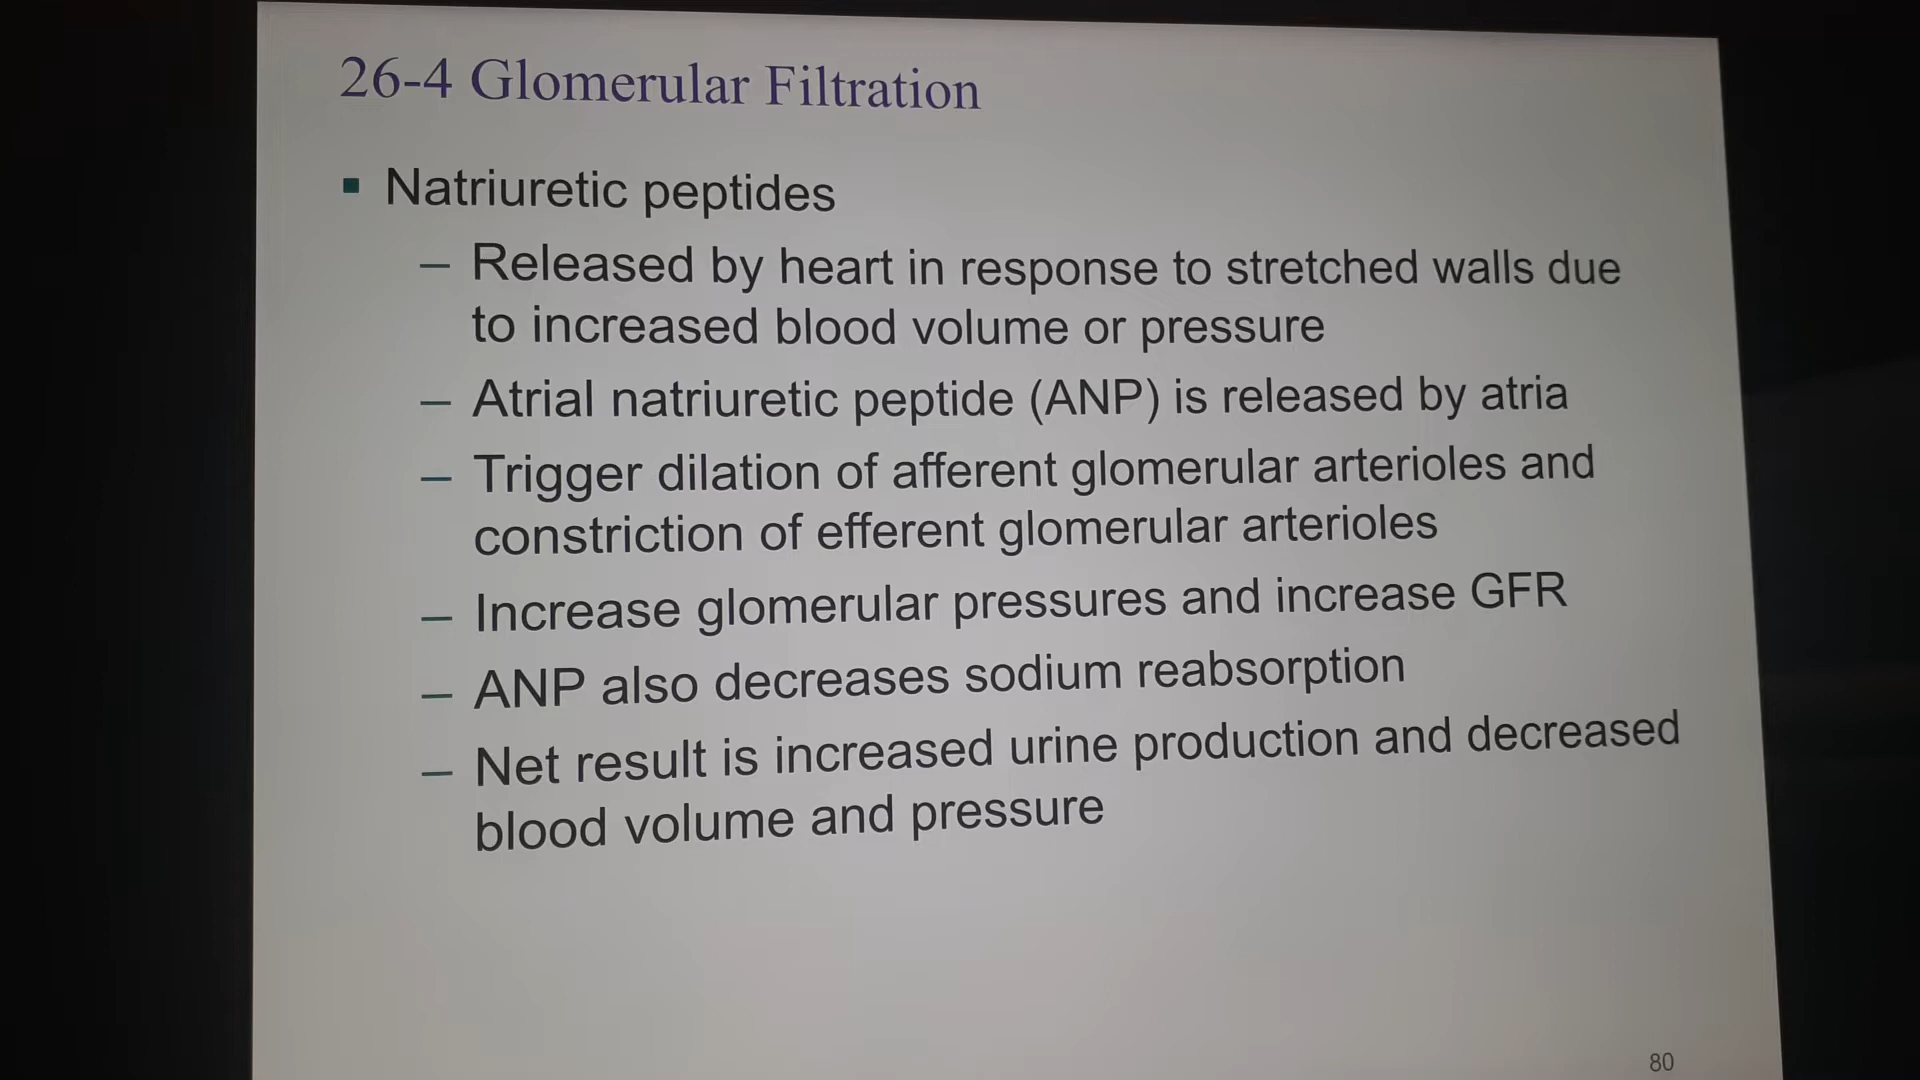 26-4 Glomerular Filtration
▪ Natriuretic peptides
– Released by heart in response to stretched walls due
to increased blood volume or pressure
– Atrial natriuretic peptide (ANP) is released by atria
– Trigger dilation of afferent glomerular arterioles and
constriction of efferent glomerular arterioles
– Increase glomerular pressures and increase GFR
– ANP also decreases sodium reabsorption
– Net result is increased urine production and decreased
blood volume and pressure
80